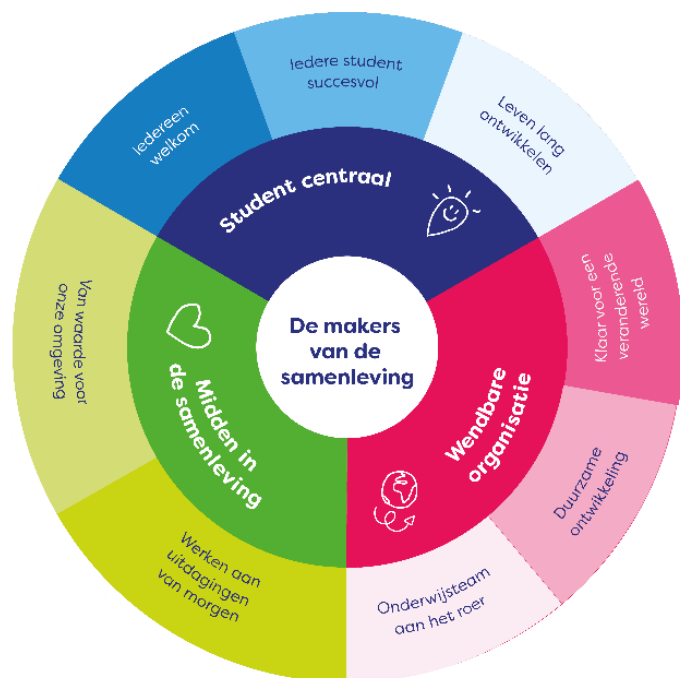 De makers
van de
samenleving
Student centraal
Iedereen
welkom
Iedere student
succesvol
Leven lang
ontwikkelen
Wendbare
organisatie
Klaar voor een
veranderende
wereld
Duurzame
ontwikkeling
Onderwijsteam
aan het roer
Midden in
de samenleving
Werken aan
uitdagingen
van morgen
Van waarde voor
onze omgeving